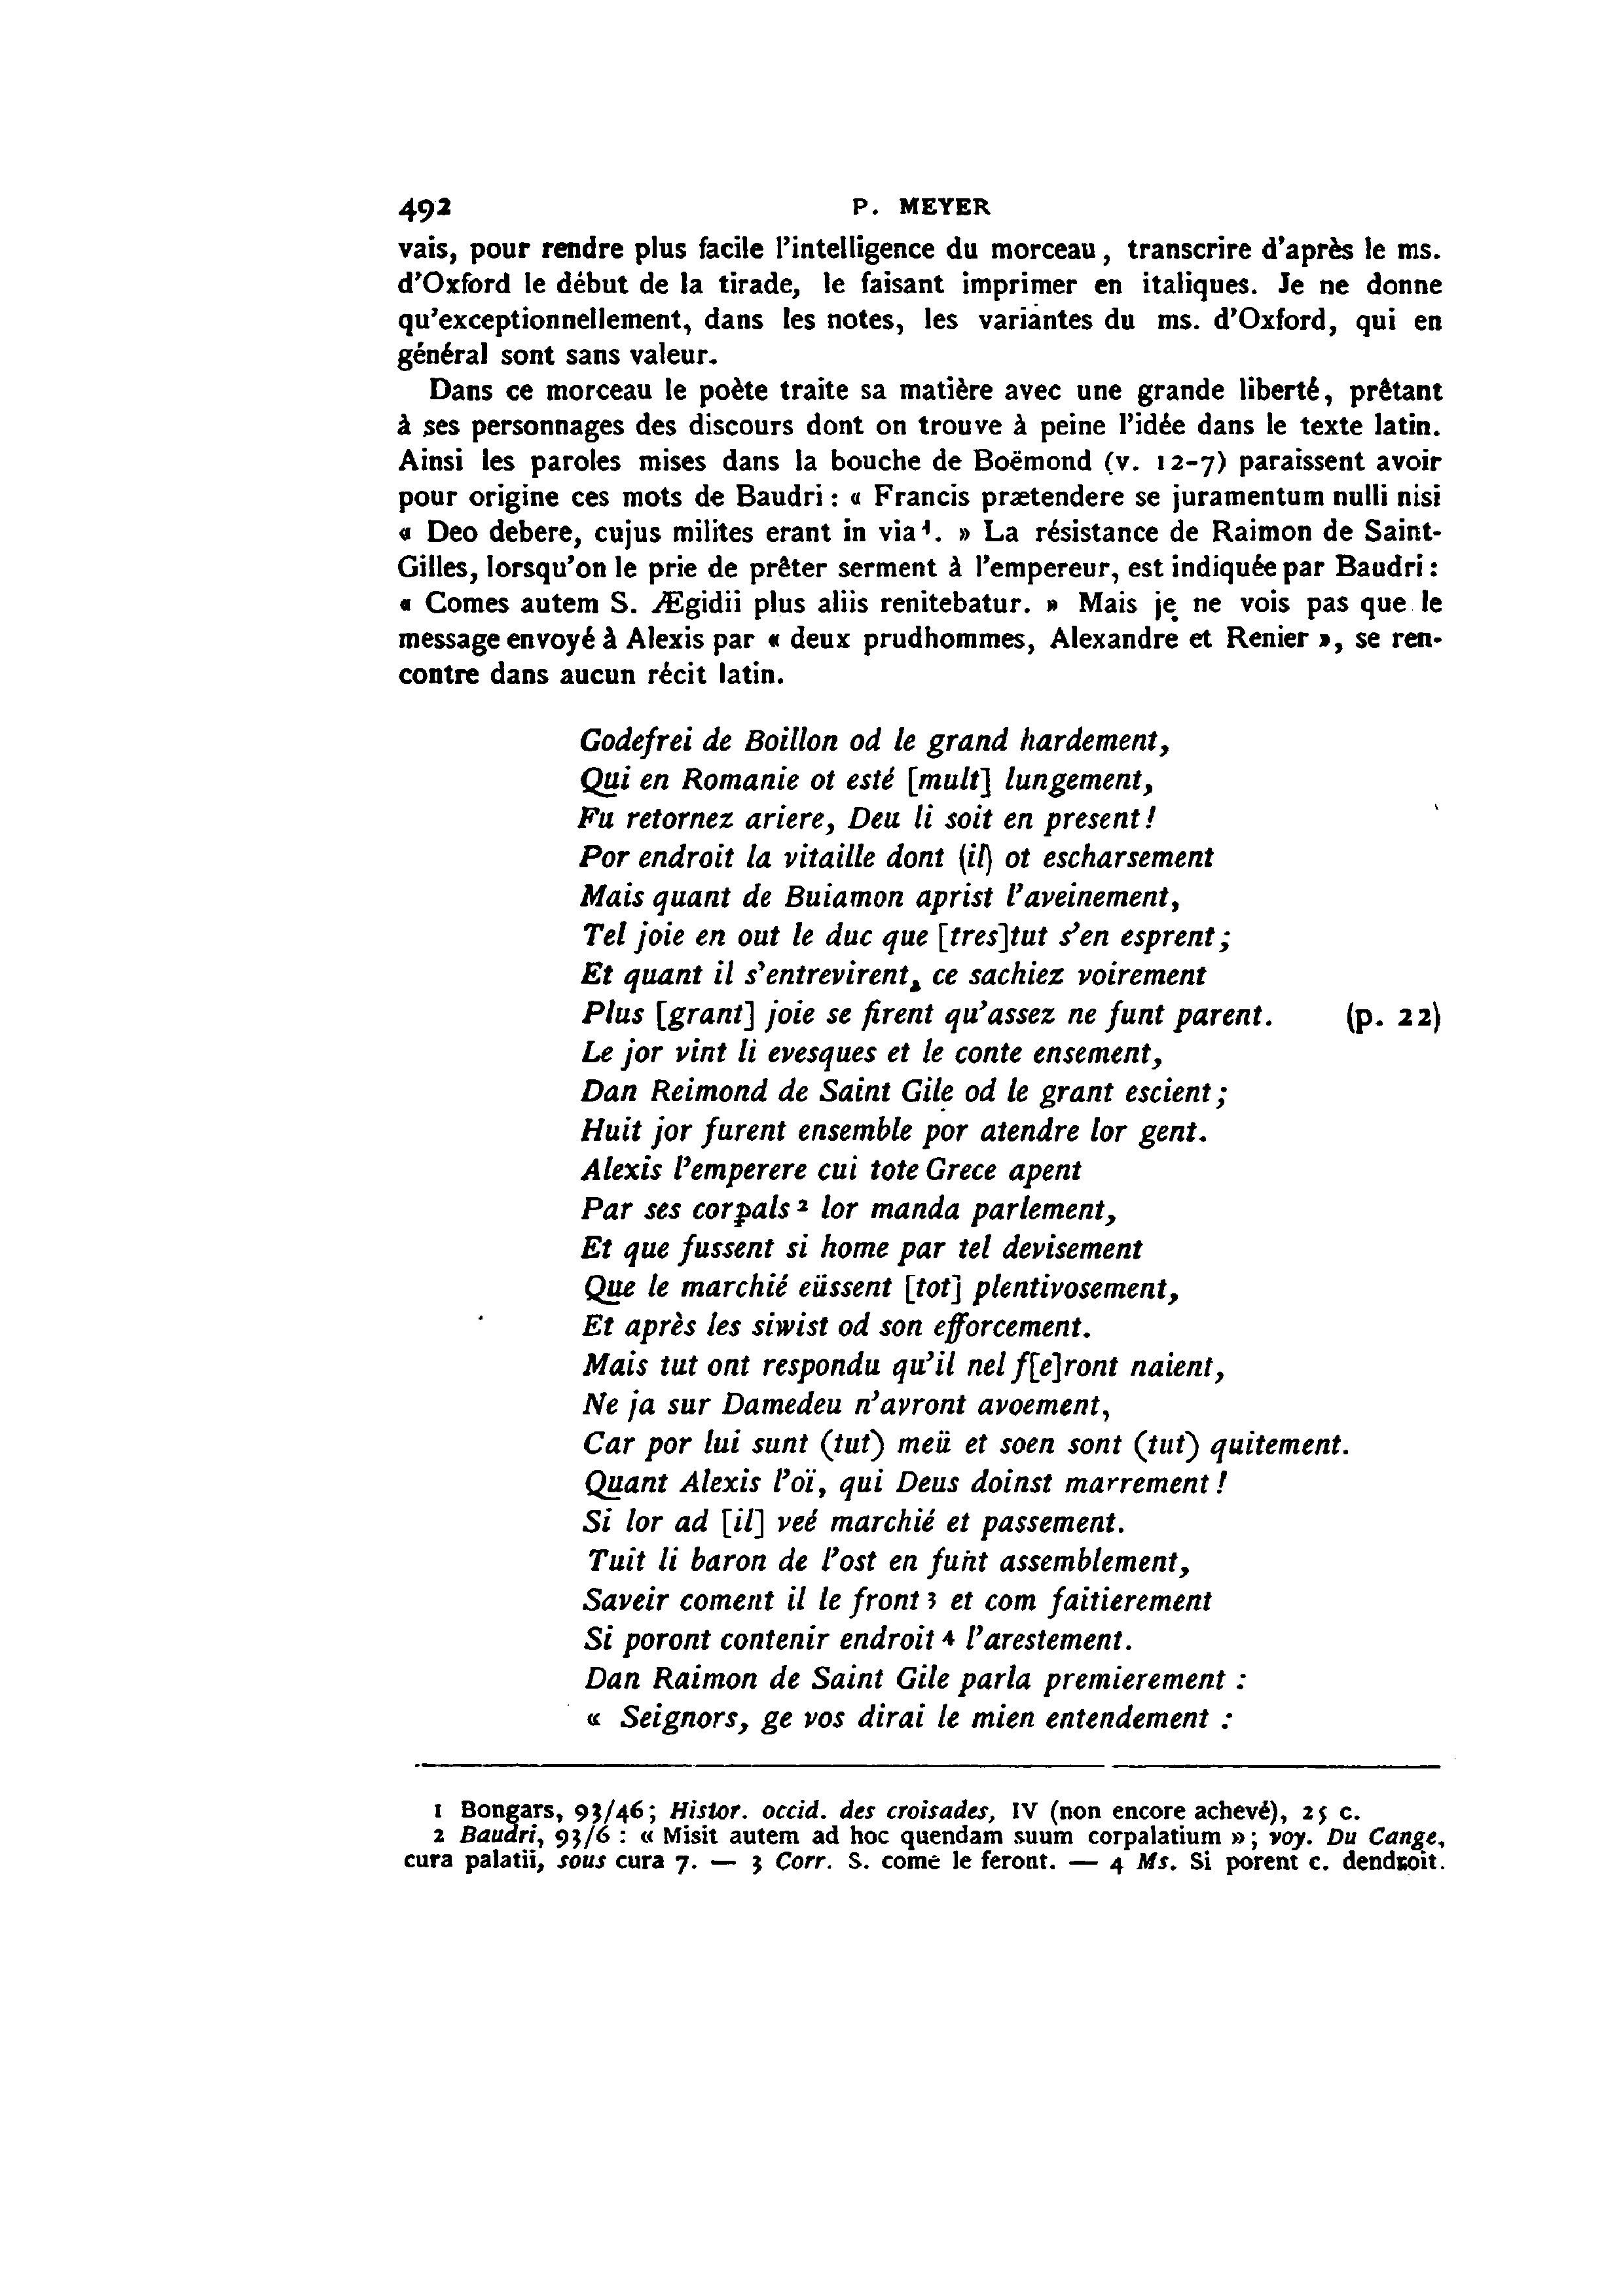 492 P. MEYER
vais, pour rendre plus facile l'intelligence du morceau, transcrire d'après le ms.
d'Oxford le début de la tirade, le faisant imprimer en italiques. Je ne donne
qu'exceptionnellement, dans les notes, les variantes du ms. d'Oxford, qui en
général sont sans valeur.
Dans ce morceau le poète traite sa matière avec une grande liberté, prêtant
à ses personnages des discours dont on trouve à peine l'idée dans le texte latin.
Ainsi les paroles mises dans la bouche de Boëmond (v. 12-7) paraissent avoir
pour origine ces mots de Baudri : « Francis prætendere se juramentum nulli nisi
« Deo debere, cujus milites erant in via¹. » La résistance de Raimon de Saint-
Gilles, lorsqu'on le prie de prêter serment à l'empereur, est indiquée par Baudri :
« Comes autem S. Ægidii plus aliis renitebatur. » Mais je ne vois pas que le
message envoyé à Alexis par « deux prudhommes, Alexandre et Renier », se ren-
contre dans aucun récit latin.
Godefrei de Boillon od le grand hardement,
Qui en Romanie ot esté [mult] lungement,
Fu retornez ariere, Deu li soit en present !
Por endroit la vitaille dont (il) ot escharsement
Mais quant de Buiamon aprist l'aveinement,
Tel joie en out le duc que [tres]tut s'en esprent ;
Et quant il s'entrevirent, ce sachiez voirement
Plus [grant] joie se firent qu'assez ne funt parent. (p. 22)
Le jor vint li evesques et le conte ensement,
Dan Reimond de Saint Gile od le grant escient ;
Huit jor furent ensemble por atendre lor gent.
Alexis l'emperere cui tote Grece apent
Par ses corpals² lor manda parlement,
Et que fussent si home par tel devisement
Que le marchié eüssent [tot] plentivosement,
Et après les siwist od son efforcement.
Mais tut ont respondu qu'il nel f[e]ront naient,
Ne ja sur Damedeu n'avront avoement,
Car por lui sunt (tut) meü et soen sont (tut) quitement.
Quant Alexis l'oï, qui Deus doinst marrement !
Si lor ad [il] veé marchié et passement.
Tuit li baron de l'ost en funt assemblement,
Saveir coment il le front³ et com faitierement
Si poront contenir endroit⁴ l'arestement.
Dan Raimon de Saint Gile parla premierement :
« Seignors, ge vos dirai le mien entendement :
1 Bongars, 93/46 ; Histor. occid. des croisades, IV (non encore achevé), 25 c.
2 Baudri, 93/6 : « Misit autem ad hoc quendam suum corpalatium » ; voy. Du Cange,
cura palatii, sous cura 7. — 3 Corr. S. come le feront. — 4 Ms. Si porent c. dendroit.